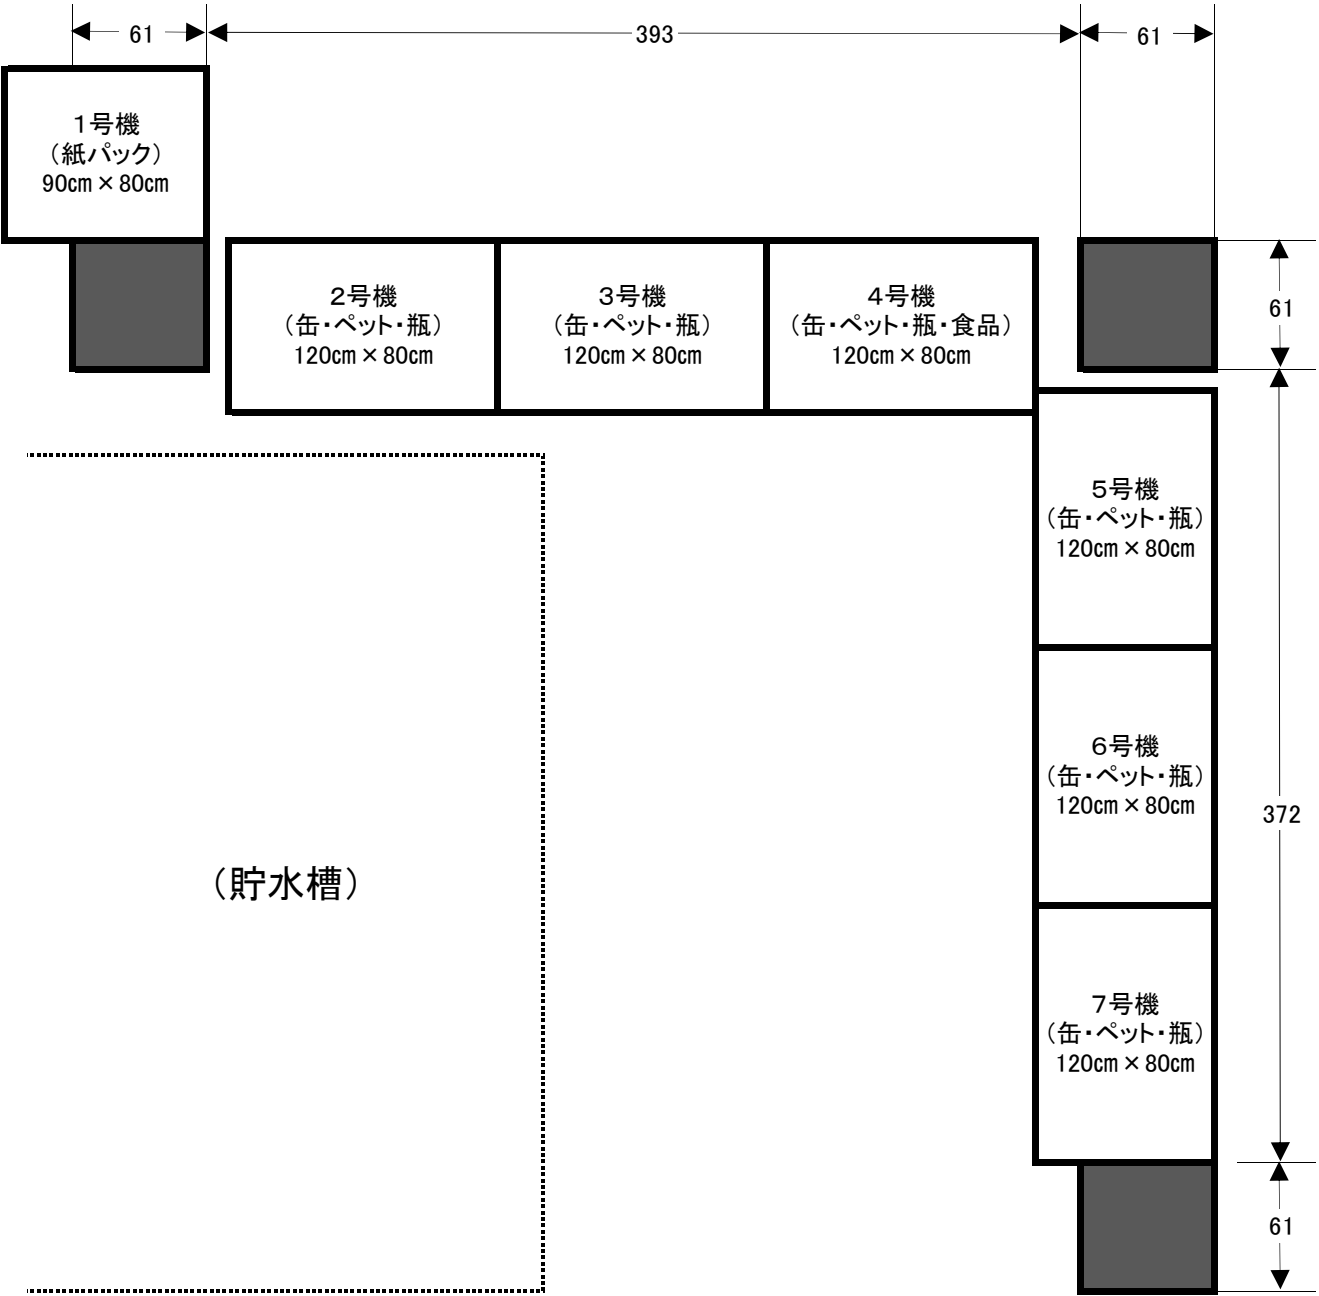 61
393
61
１号機
（紙パック）
90㎝×80㎝
２号機
（缶・ペット・瓶）
120㎝×80㎝
３号機
（缶・ペット・瓶）
120㎝×80㎝
４号機
（缶・ペット・瓶・食品）
120㎝×80㎝
61
５号機
（缶・ペット・瓶）
120㎝×80㎝
６号機
（缶・ペット・瓶）
120㎝×80㎝
372
（貯水槽）
７号機
（缶・ペット・瓶）
120㎝×80㎝
61